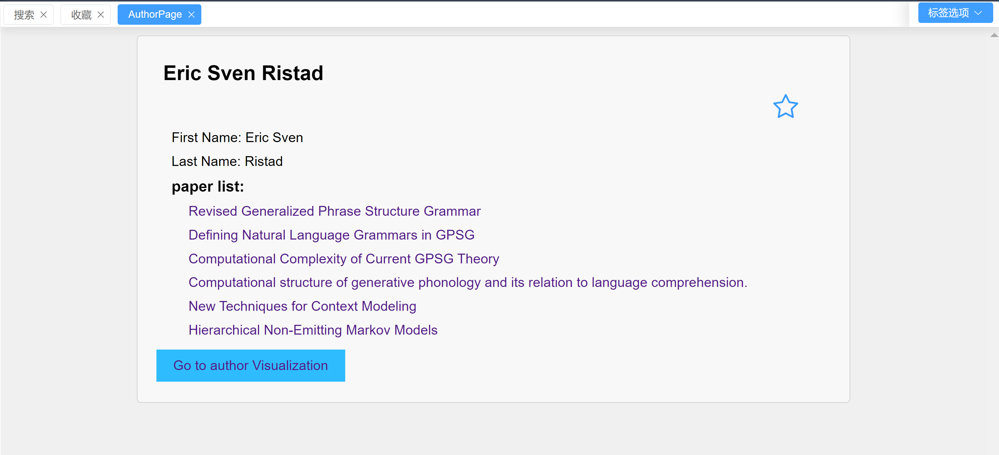 搜索
收藏
AuthorPage
标签选项
Eric Sven Ristad
First Name: Eric Sven
Last Name: Ristad
paper list:
Revised Generalized Phrase Structure Grammar
Defining Natural Language Grammars in GPSG
Computational Complexity of Current GPSG Theory
Computational structure of generative phonology and its relation to language comprehension.
New Techniques for Context Modeling
Hierarchical Non-Emitting Markov Models
Go to author Visualization